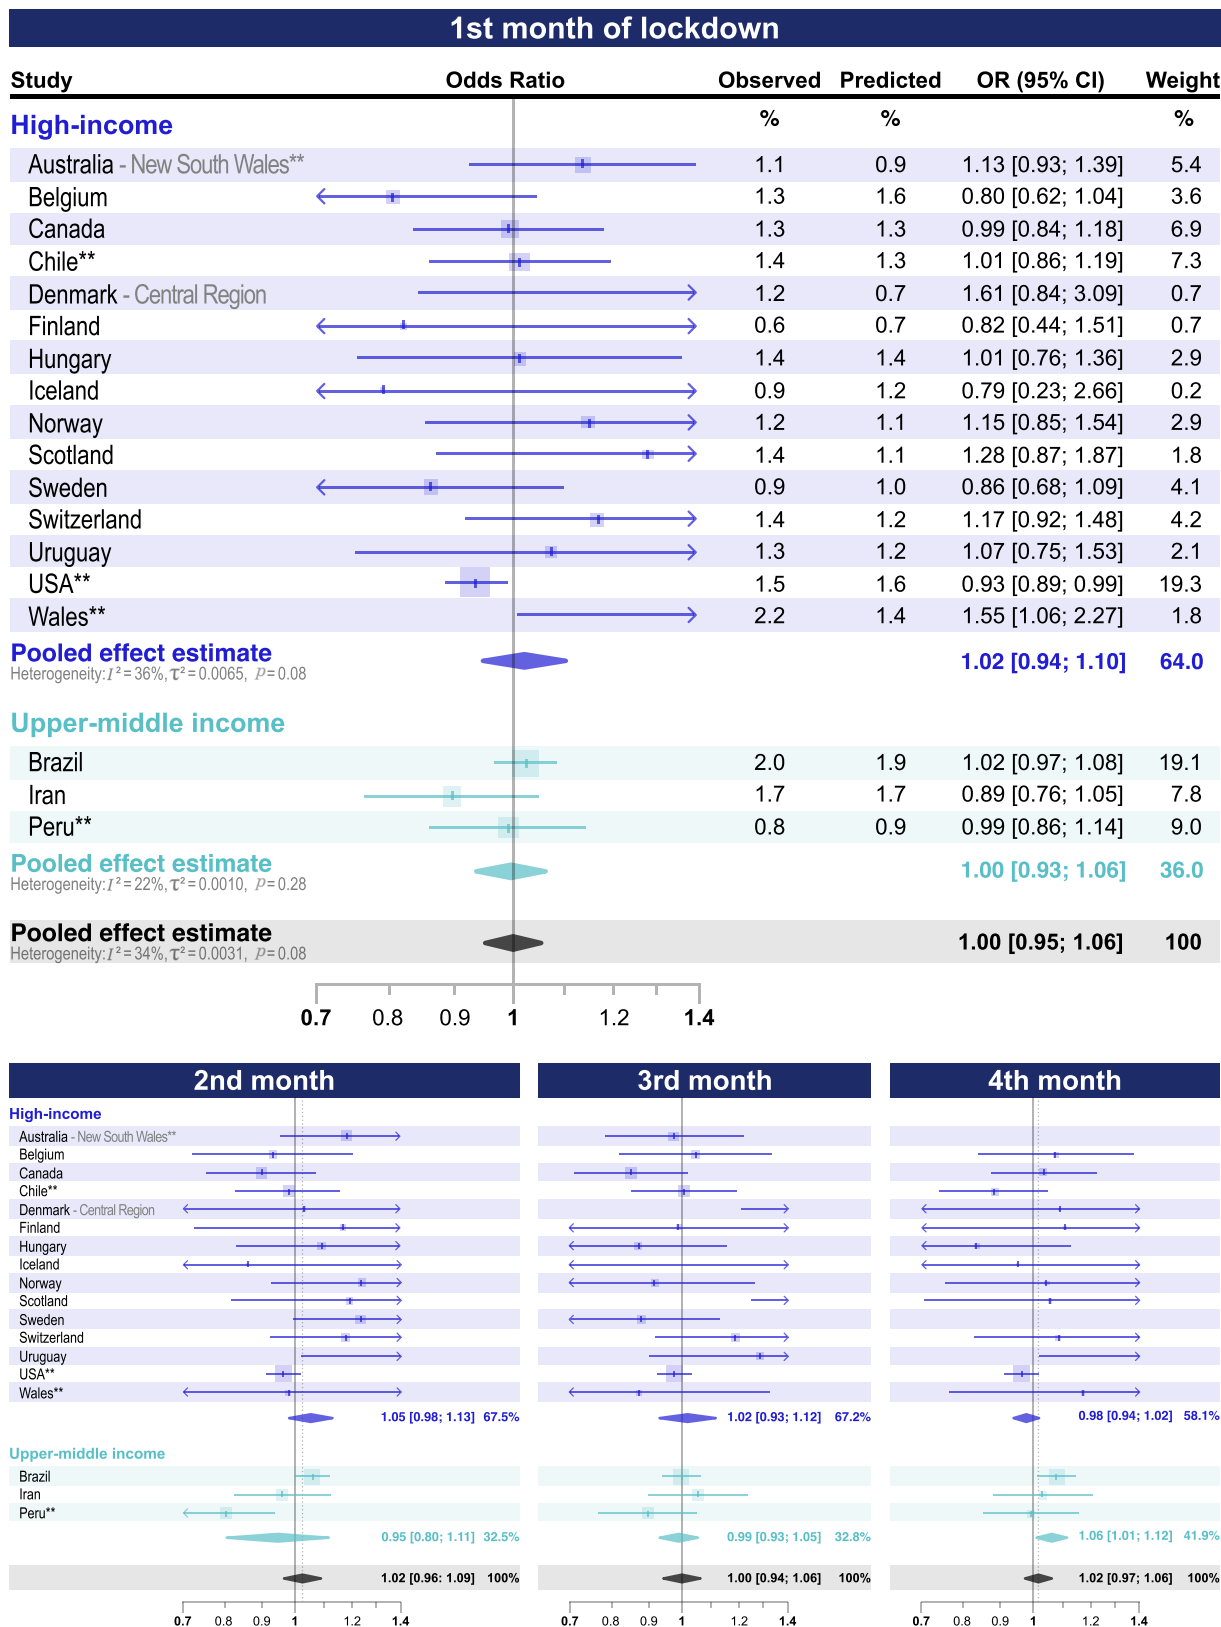 1st month of lockdown
Study Odds Ratio Observed Predicted OR (95% CI) Weight
High-income % % %
Australia - New South Wales** 1.1 0.9 1.13 [0.93; 1.39] 5.4
Belgium 1.3 1.6 0.80 [0.62; 1.04] 3.6
Canada 1.3 1.3 0.99 [0.84; 1.18] 6.9
Chile** 1.4 1.3 1.01 [0.86; 1.19] 7.3
Denmark - Central Region 1.2 0.7 1.61 [0.84; 3.09] 0.7
Finland 0.6 0.7 0.82 [0.44; 1.51] 0.7
Hungary 1.4 1.4 1.01 [0.76; 1.36] 2.9
Iceland 0.9 1.2 0.79 [0.23; 2.66] 0.2
Norway 1.2 1.1 1.15 [0.85; 1.54] 2.9
Scotland 1.4 1.1 1.28 [0.87; 1.87] 1.8
Sweden 0.9 1.0 0.86 [0.68; 1.09] 4.1
Switzerland 1.4 1.2 1.17 [0.92; 1.48] 4.2
Uruguay 1.3 1.2 1.07 [0.75; 1.53] 2.1
USA** 1.5 1.6 0.93 [0.89; 0.99] 19.3
Wales** 2.2 1.4 1.55 [1.06; 2.27] 1.8
Pooled effect estimate 1.02 [0.94; 1.10] 64.0
Heterogeneity: I² = 36%, τ² = 0.0065, p = 0.08
Upper-middle income
Brazil 2.0 1.9 1.02 [0.97; 1.08] 19.1
Iran 1.7 1.7 0.89 [0.76; 1.05] 7.8
Peru** 0.8 0.9 0.99 [0.86; 1.14] 9.0
Pooled effect estimate 1.00 [0.93; 1.06] 36.0
Heterogeneity: I² = 22%, τ² = 0.0010, p = 0.28
Pooled effect estimate 1.00 [0.95; 1.06] 100
Heterogeneity: I² = 34%, τ² = 0.0031, p = 0.08
0.7 0.8 0.9 1 1.2 1.4
2nd month 3rd month 4th month
High-income
Australia - New South Wales**
Belgium
Canada
Chile**
Denmark - Central Region
Finland
Hungary
Iceland
Norway
Scotland
Sweden
Switzerland
Uruguay
USA**
Wales**
1.05 [0.98; 1.13] 67.5% 1.02 [0.93; 1.12] 67.2% 0.98 [0.94; 1.02] 58.1%
Upper-middle income
Brazil
Iran
Peru**
0.95 [0.80; 1.11] 32.5% 0.99 [0.93; 1.05] 32.8% 1.06 [1.01; 1.12] 41.9%
1.02 [0.96: 1.09] 100% 1.00 [0.94; 1.06] 100% 1.02 [0.97; 1.06] 100%
0.7 0.8 0.9 1 1.2 1.4 0.7 0.8 0.9 1 1.2 1.4 0.7 0.8 0.9 1 1.2 1.4